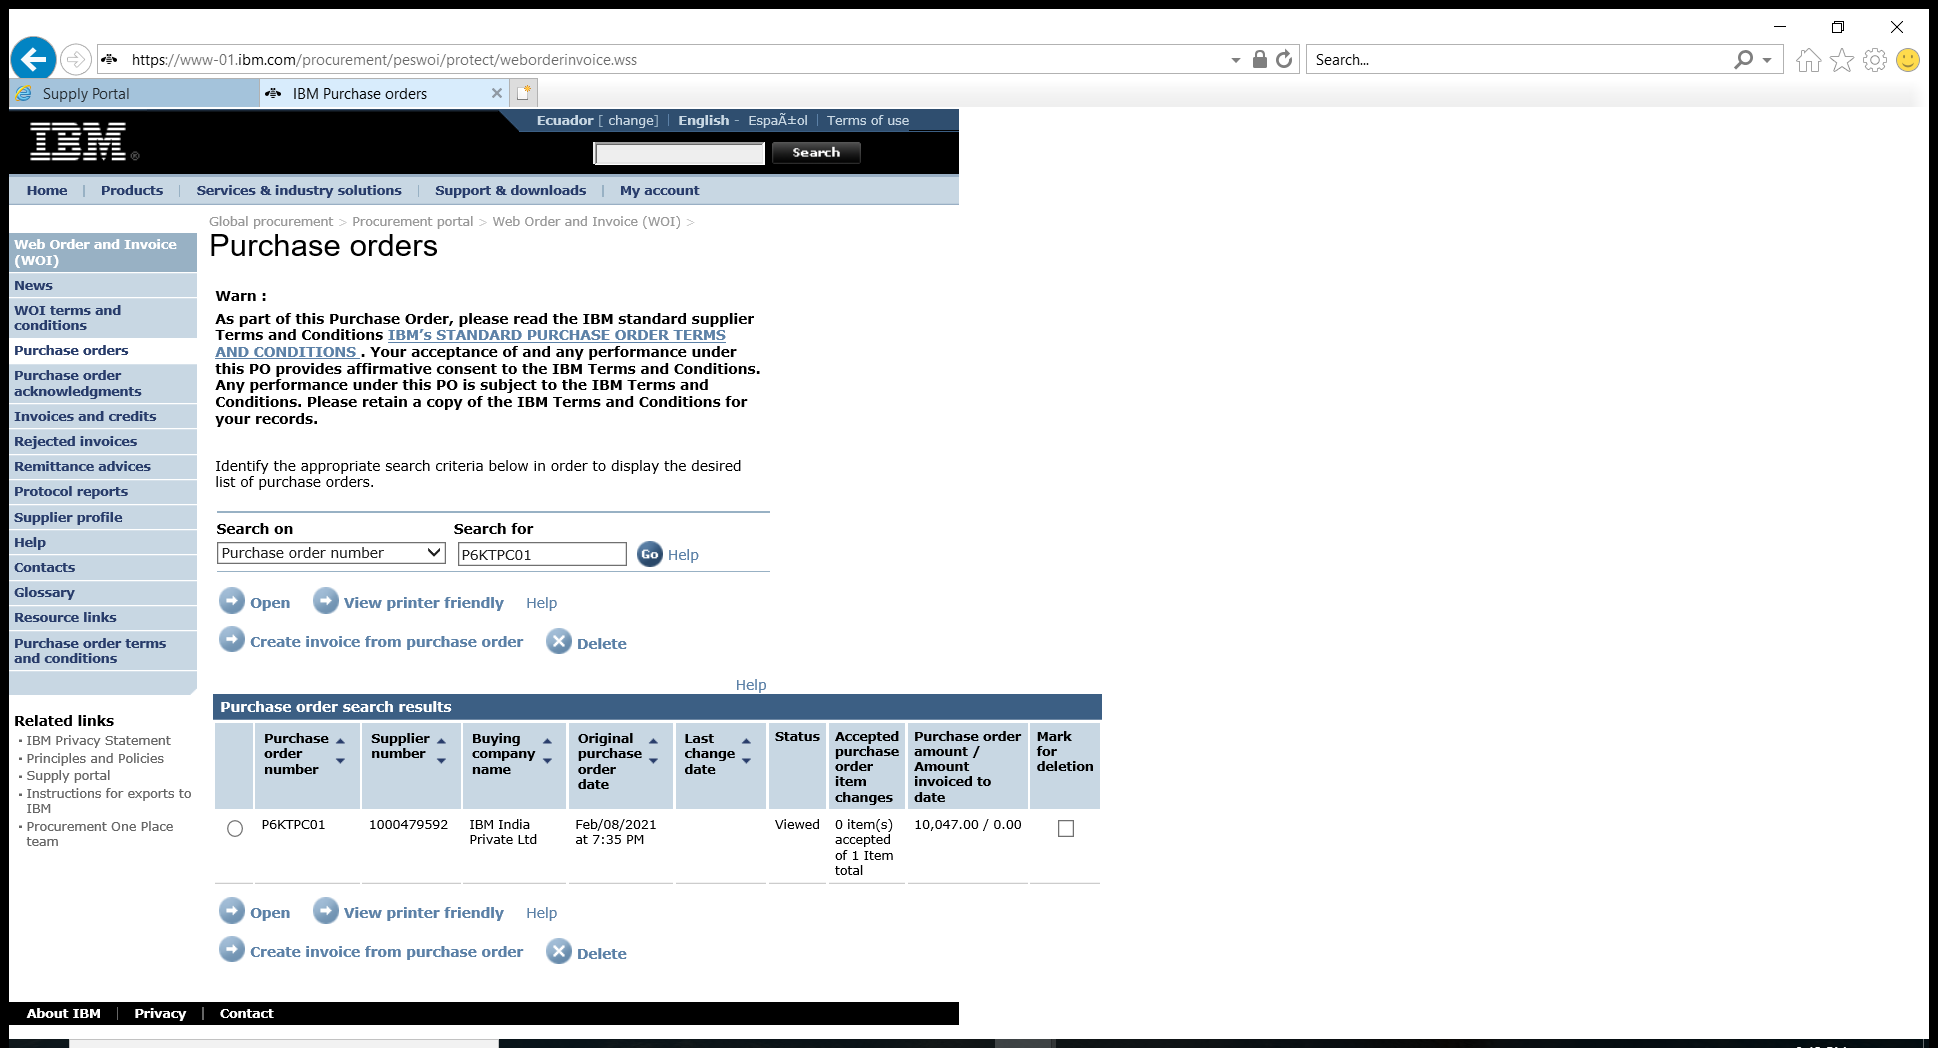 https://www-01.ibm.com/procurement/peswoi/protect/weborderinvoice.wss
Search...
Supply Portal
IBM Purchase orders
IBM®
Ecuador [ change] | English - EspaÃ±ol | Terms of use
Search
Home | Products | Services & industry solutions | Support & downloads | My account
Global procurement > Procurement portal > Web Order and Invoice (WOI) >
Purchase orders
Web Order and Invoice
(WOI)
News
WOI terms and
conditions
Purchase orders
Purchase order
acknowledgments
Invoices and credits
Rejected invoices
Remittance advices
Protocol reports
Supplier profile
Help
Contacts
Glossary
Resource links
Purchase order terms
and conditions
Related links
IBM Privacy Statement
Principles and Policies
Supply portal
Instructions for exports to
IBM
Procurement One Place
team
Warn :
As part of this Purchase Order, please read the IBM standard supplier
Terms and Conditions IBM’s STANDARD PURCHASE ORDER TERMS
AND CONDITIONS . Your acceptance of and any performance under
this PO provides affirmative consent to the IBM Terms and Conditions.
Any performance under this PO is subject to the IBM Terms and
Conditions. Please retain a copy of the IBM Terms and Conditions for
your records.
Identify the appropriate search criteria below in order to display the desired
list of purchase orders.
Search on
Search for
Purchase order number
P6KTPC01
Go
Help
Open
View printer friendly
Help
Create invoice from purchase order
Delete
Help
Purchase order search results
Purchase
order
number
Supplier
number
Buying
company
name
Original
purchase
order
date
Last
change
date
Status
Accepted
purchase
order
item
changes
Purchase order
amount /
Amount
invoiced to
date
Mark
for
deletion
P6KTPC01
1000479592
IBM India
Private Ltd
Feb/08/2021
at 7:35 PM
Viewed
0 item(s)
accepted
of 1 Item
total
10,047.00 / 0.00
Open
View printer friendly
Help
Create invoice from purchase order
Delete
About IBM | Privacy | Contact